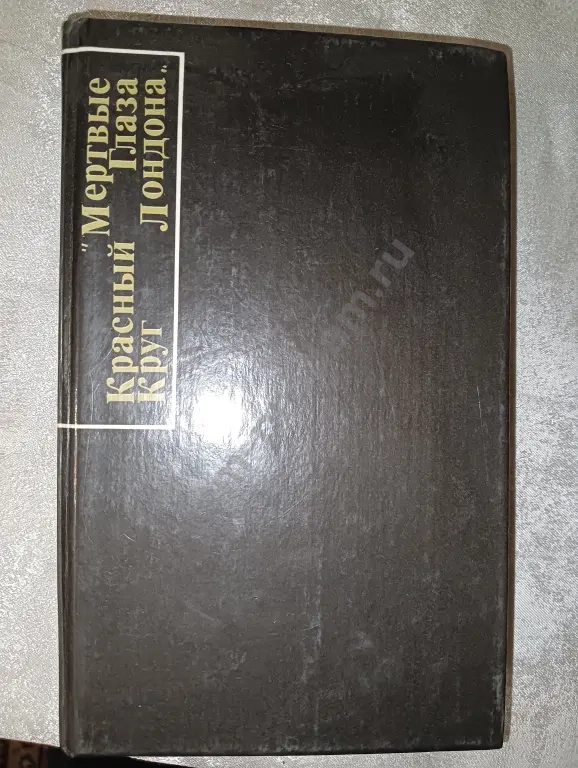 Красный
Круг
„Мертвые
Глаза
Лондона“